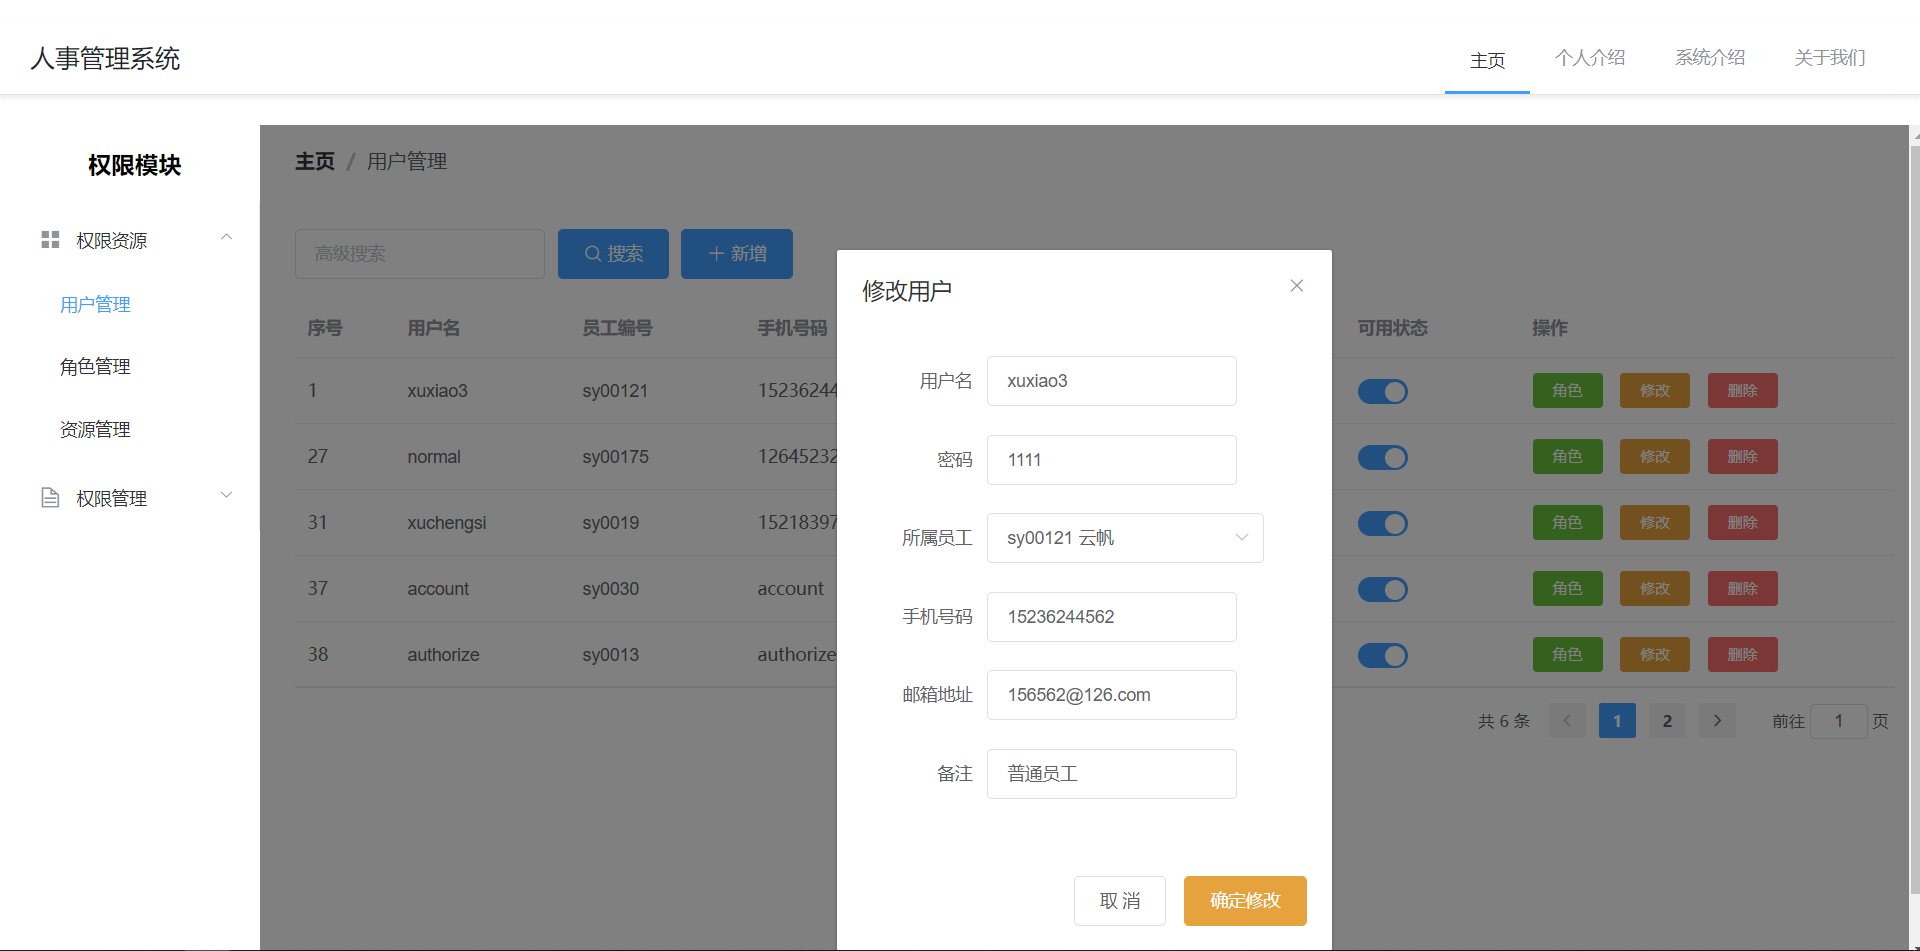 人事管理系统
主页 个人介绍 系统介绍 关于我们
权限模块
权限资源
用户管理
角色管理
资源管理
权限管理
主页 / 用户管理
高级搜索 搜索 新增
序号 用户名 员工编号 手机号码 可用状态 操作
1 xuxiao3 sy00121 15236244 角色 修改 删除
27 normal sy00175 12645232 角色 修改 删除
31 xuchengsi sy0019 15218397 角色 修改 删除
37 account sy0030 account 角色 修改 删除
38 authorize sy0013 authorize 角色 修改 删除
共 6 条 1 2 前往 1 页
修改用户
用户名 xuxiao3
密码 1111
所属员工 sy00121 云帆
手机号码 15236244562
邮箱地址 156562@126.com
备注 普通员工
取 消 确定修改